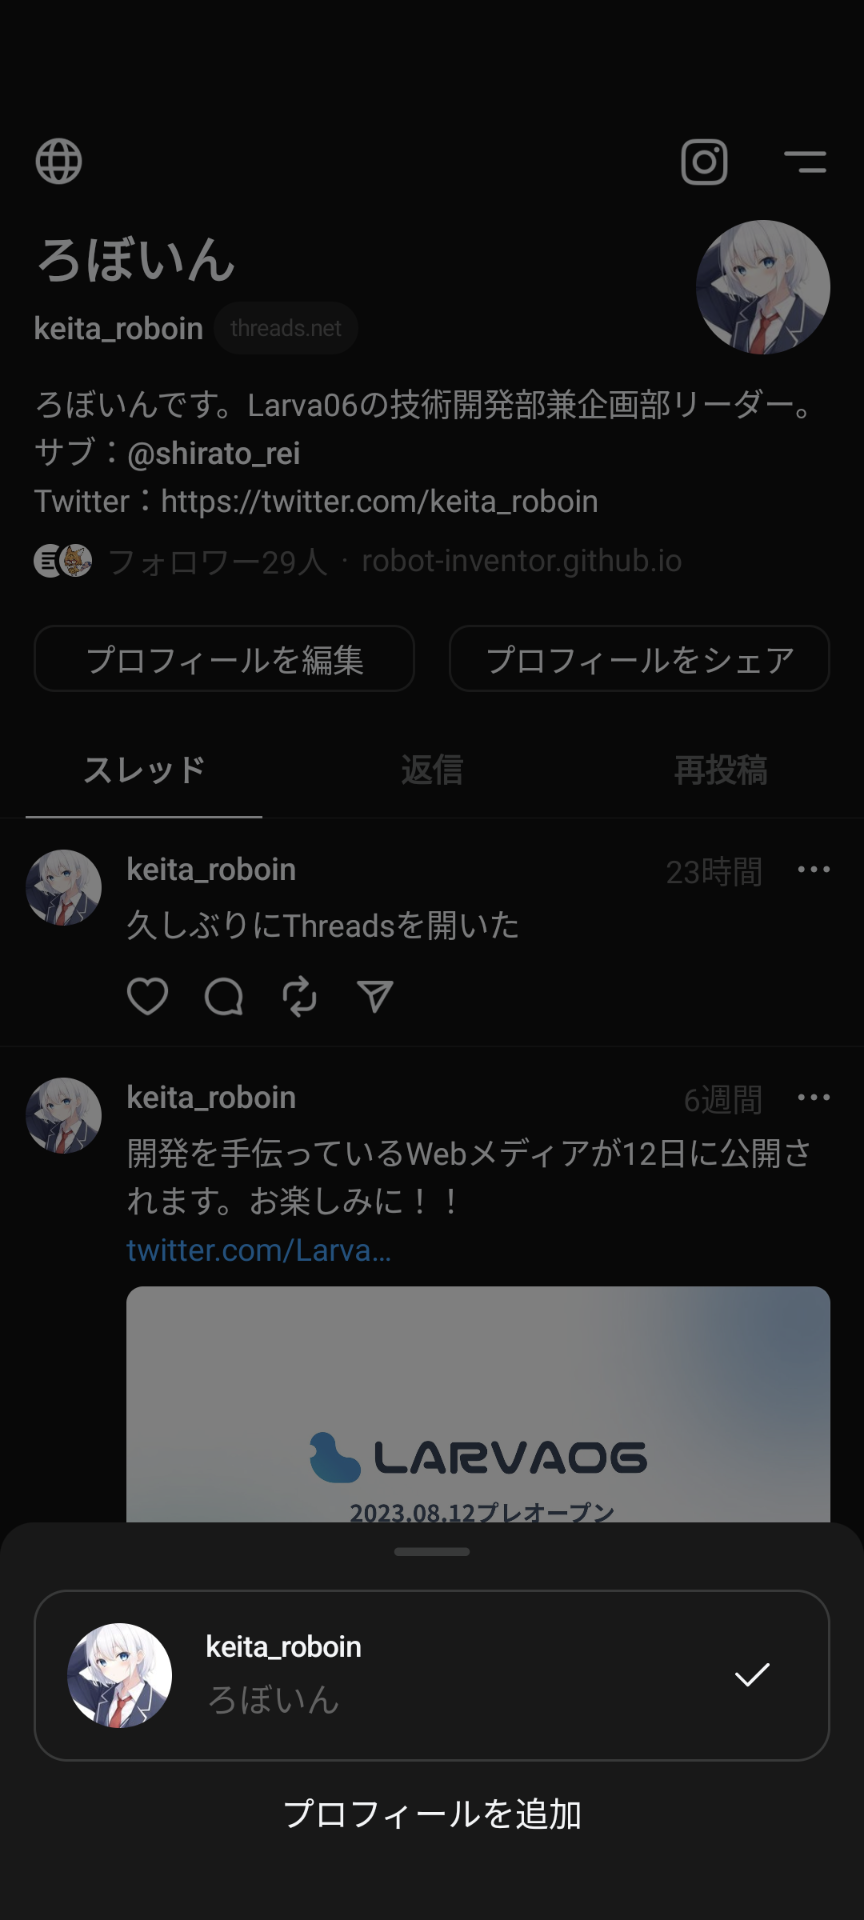 ろぼいん
keita_roboin threads.net
ろぼいんです。Larva06の技術開発部兼企画部リーダー。
サブ：@shirato_rei
Twitter：https://twitter.com/keita_roboin
フォロワー29人 · robot-inventor.github.io
プロフィールを編集 プロフィールをシェア
スレッド 返信 再投稿
keita_roboin 23時間
久しぶりにThreadsを開いた
keita_roboin 6週間
開発を手伝っているWebメディアが12日に公開さ
れます。お楽しみに！！
twitter.com/Larva...
LARVA06
2023.08.12プレオープン
keita_roboin
ろぼいん
プロフィールを追加